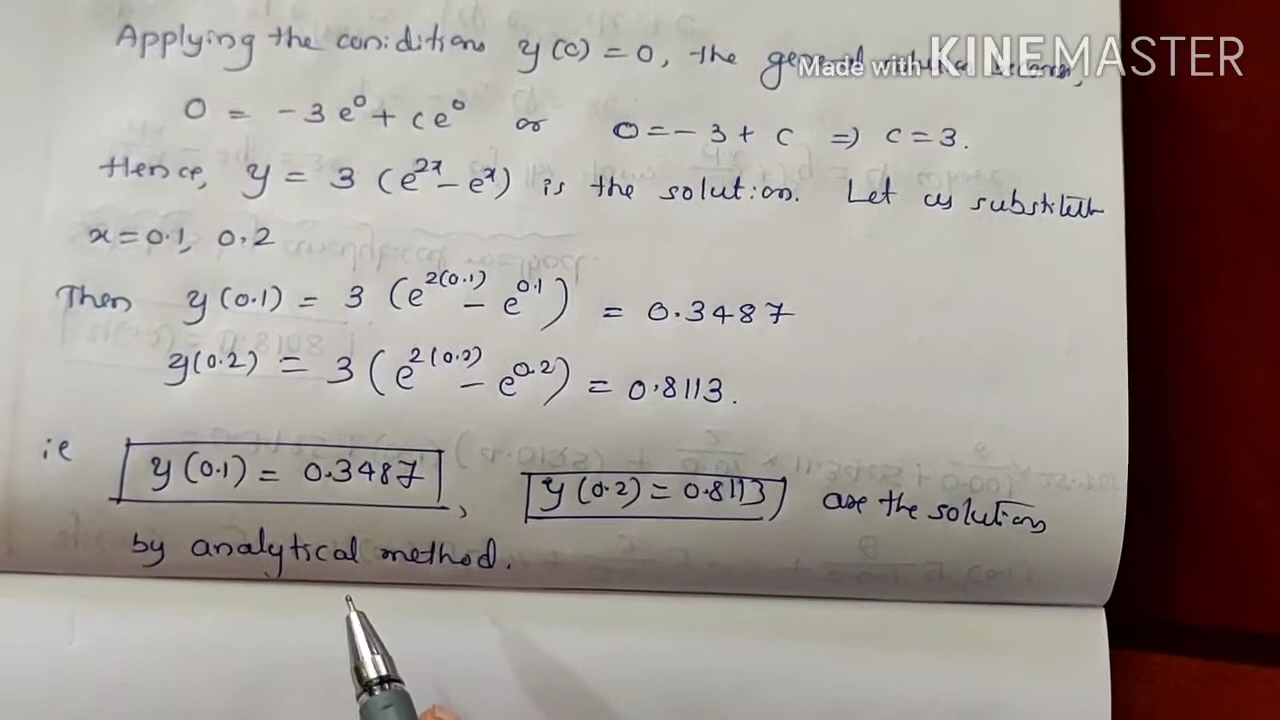 Applying the conditions y(0) = 0, the
Made with KINEMASTER
0 = - 3 e⁰ + c e⁰ or 0 = - 3 + c ⇒ c = 3.
Hence, y = 3 (e²ˣ - eˣ) is the solution. Let us substitute
x = 0.1, 0.2
Then y(0.1) = 3 (e^{2(0.1)} - e^{0.1}) = 0.3487
y(0.2) = 3 (e^{2(0.2)} - e^{0.2}) = 0.8113.
ie y(0.1) = 0.3487, y(0.2) = 0.8113 are the solutions
by analytical method.